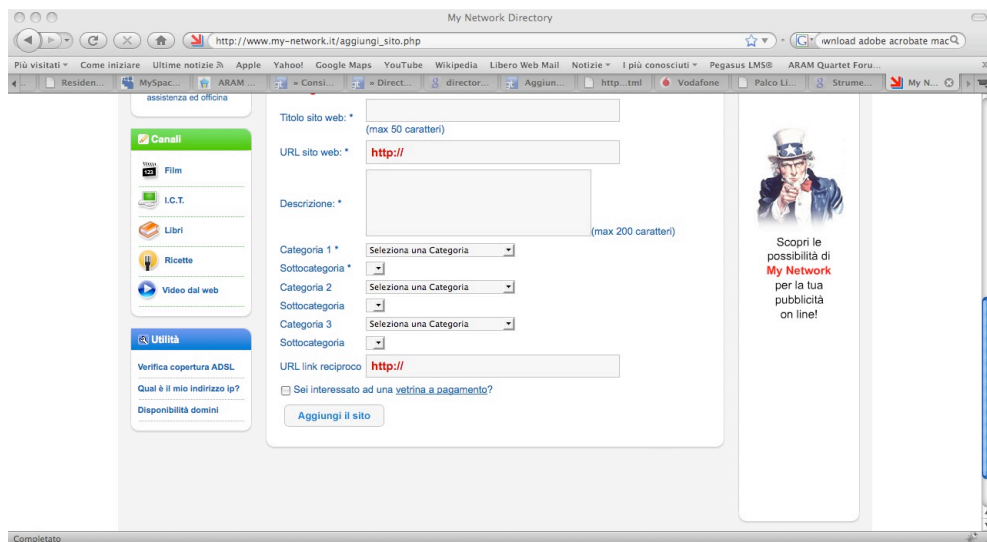 My Network Directory
http://www.my-network.it/aggiungi_sito.php
wnload adobe acrobate mac
Più visitati Come iniziare Ultime notizie Apple Yahoo! Google Maps YouTube Wikipedia Libero Web Mail Notizie I più conosciuti Pegasus LMS® ARAM Quartet Foru...
Residen... MySpac... ARAM ... » Consi... » Direct... director... Aggiun... http...tml Vodafone Palco Li... Strume... My N...
assistenza ed officina
Canali
Film
I.C.T.
Libri
Ricette
Video dal web
Utilità
Verifica copertura ADSL
Qual è il mio indirizzo ip?
Disponibilità domini
Titolo sito web: *
(max 50 caratteri)
URL sito web: * http://
Descrizione: *
(max 200 caratteri)
Categoria 1 * Seleziona una Categoria
Sottocategoria *
Categoria 2 Seleziona una Categoria
Sottocategoria
Categoria 3 Seleziona una Categoria
Sottocategoria
URL link reciproco http://
Sei interessato ad una vetrina a pagamento?
Aggiungi il sito
Scopri le
possibilità di
My Network
per la tua
pubblicità
on line!
Completato